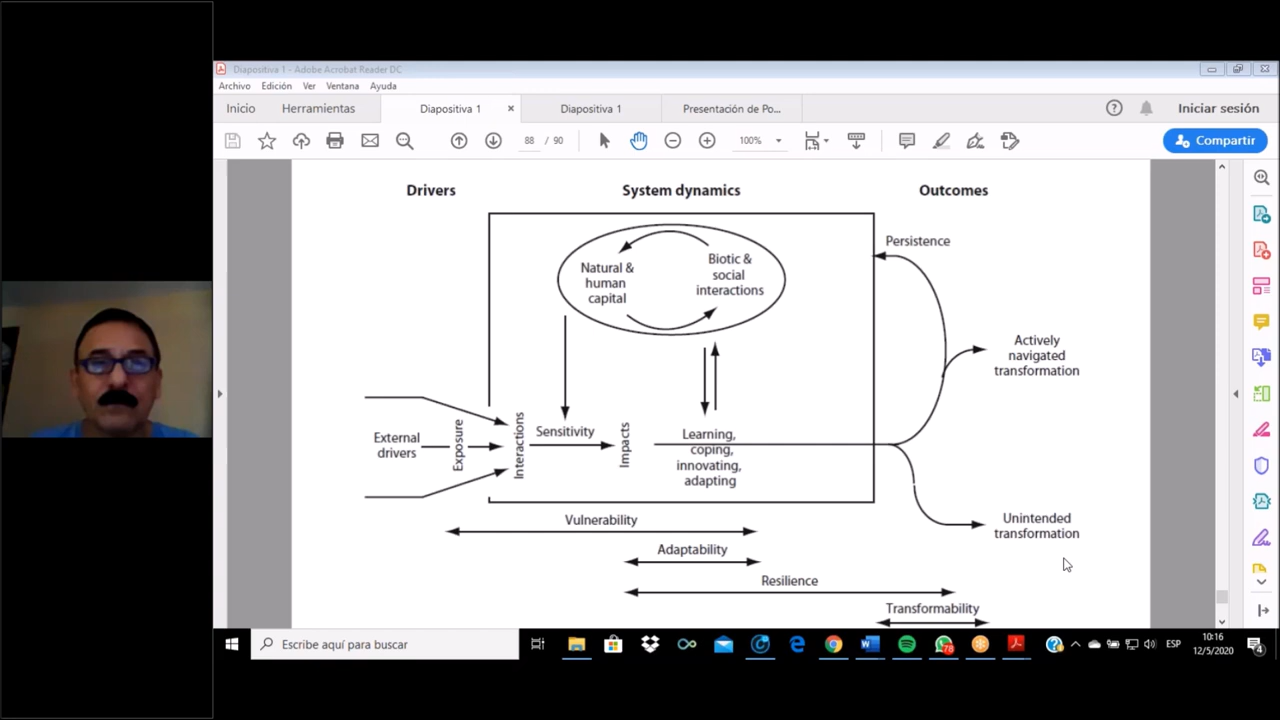 Diapositiva 1 - Adobe Acrobat Reader DC
Archivo Edición Ver Ventana Ayuda
Inicio Herramientas Diapositiva 1 × Diapositiva 1 Presentación de Po... Iniciar sesión
88 / 90 100% Compartir
Drivers System dynamics Outcomes
Persistence
Natural &
human
capital
Biotic &
social
interactions
Actively
navigated
transformation
External
drivers
Exposure
Interactions
Sensitivity
Impacts
Learning,
coping,
innovating,
adapting
Unintended
transformation
Vulnerability
Adaptability
Resilience
Transformability
Escribe aquí para buscar
78
ESP
10:16
12/5/2020
4